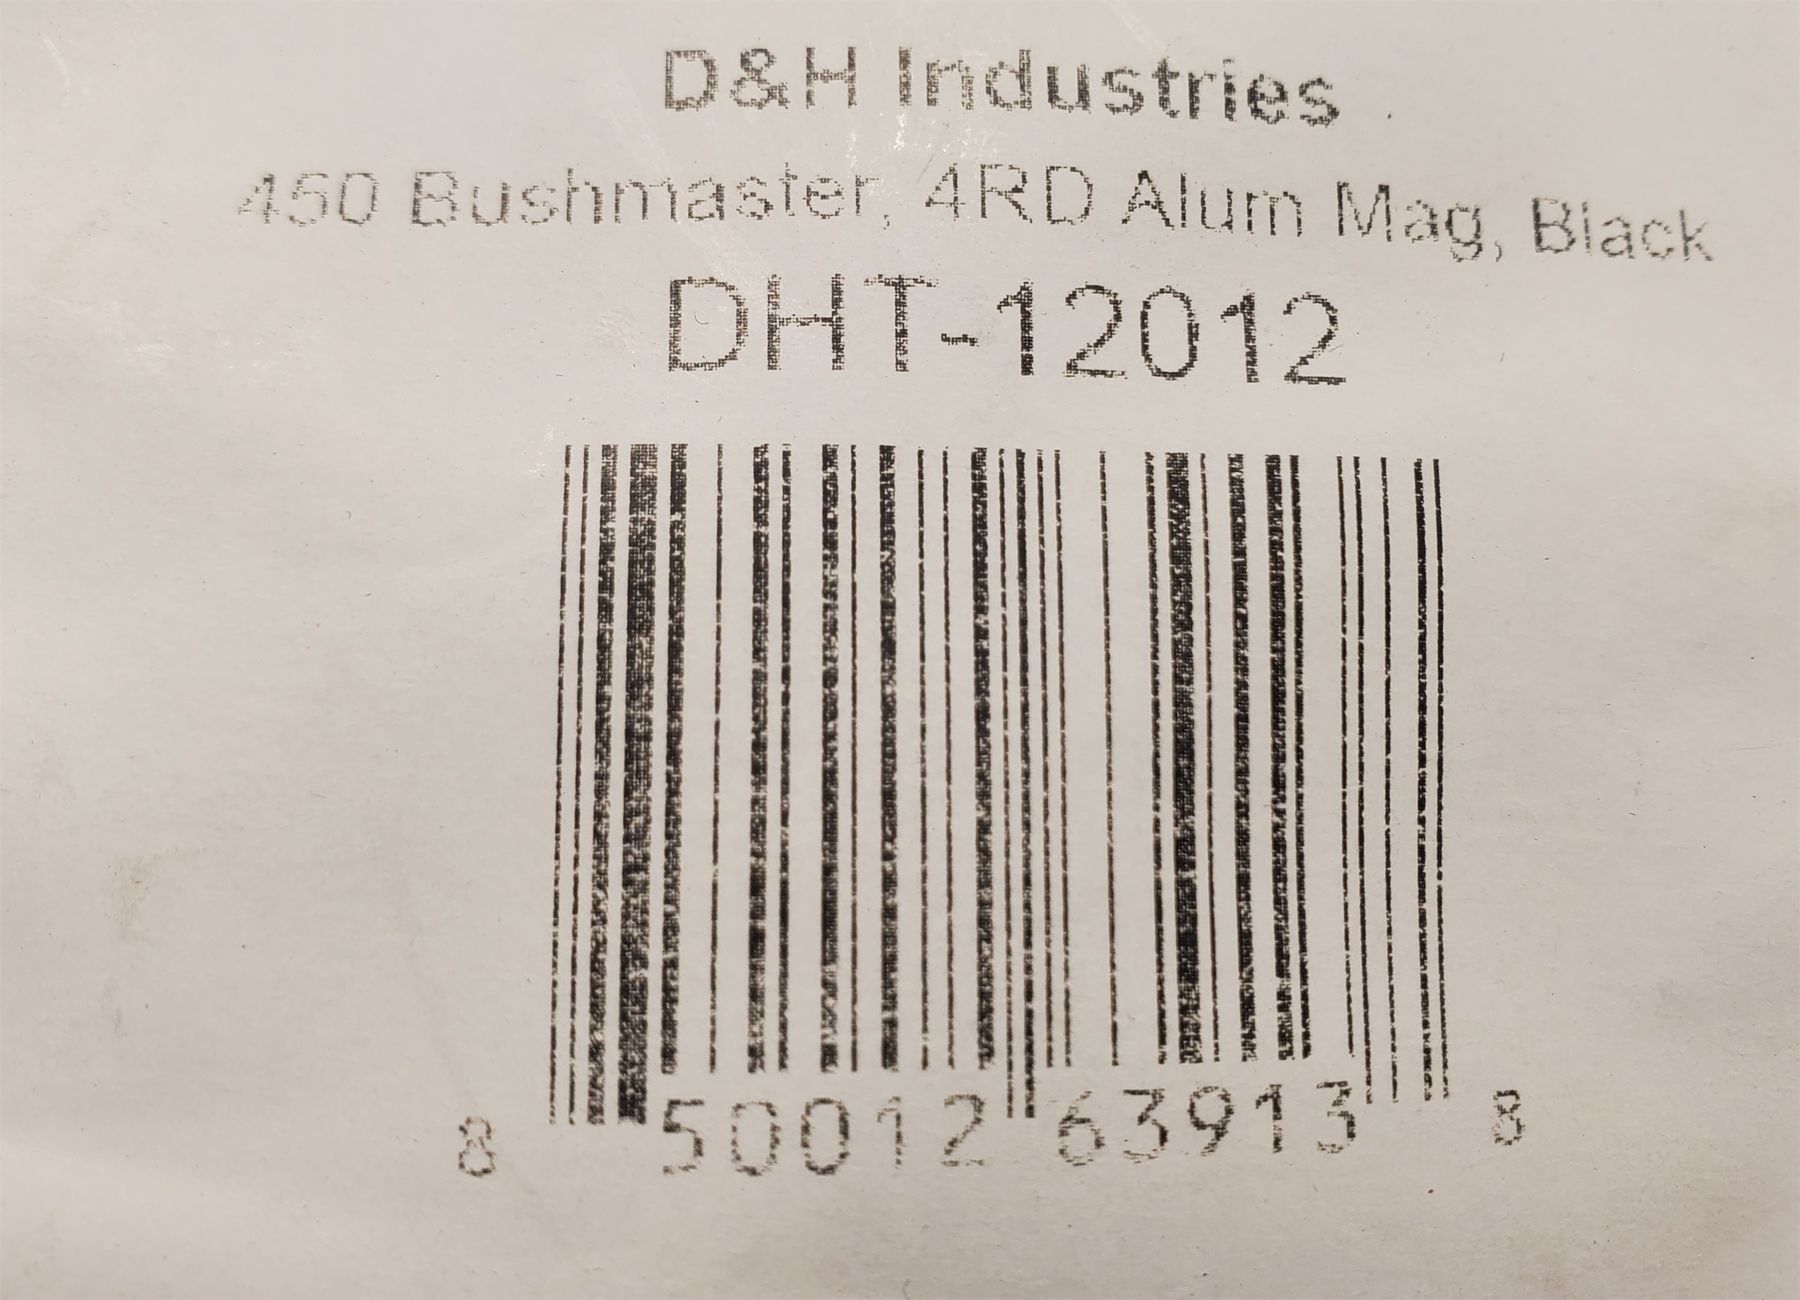 D&H Industries
450 Bushmaster, 4RD Alum Mag, Black
DHT-12012
8 50012 63913 8